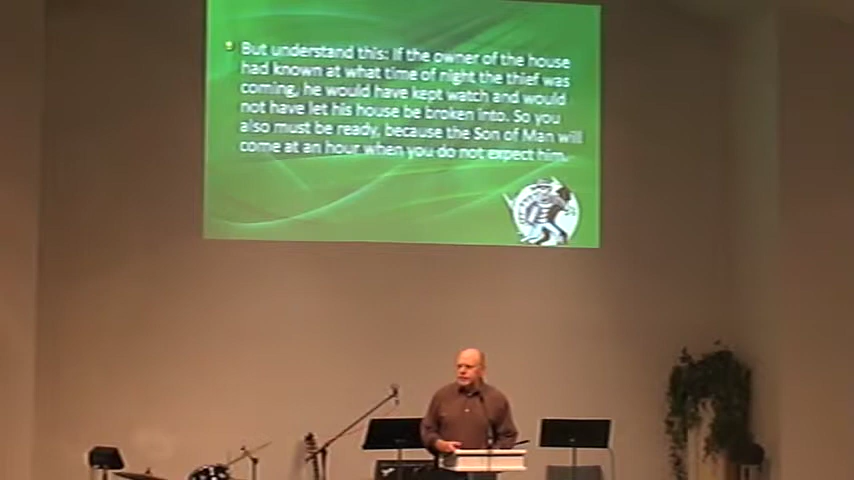 But understand this: If the owner of the house
had known at what time of night the thief was
coming, he would have kept watch and would
not have let his house be broken into. So you
also must be ready, because the Son of Man will
come at an hour when you do not expect him.